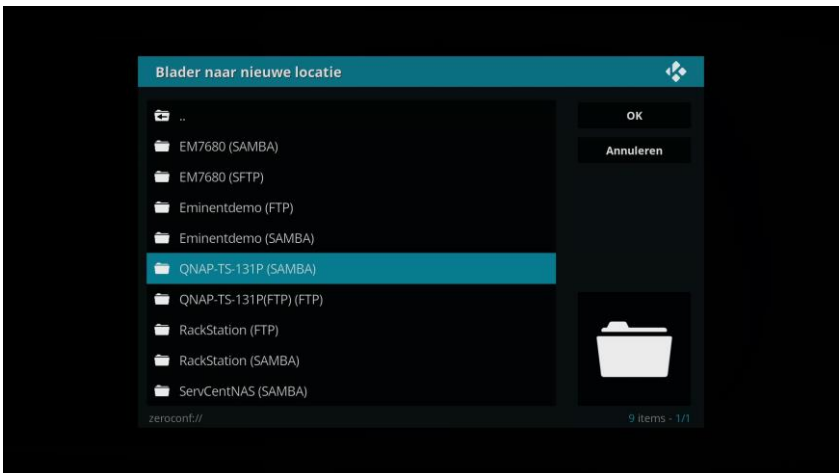 Blader naar nieuwe locatie
..
OK
EM7680 (SAMBA)
Annuleren
EM7680 (SFTP)
Eminentdemo (FTP)
Eminentdemo (SAMBA)
QNAP-TS-131P (SAMBA)
QNAP-TS-131P(FTP) (FTP)
RackStation (FTP)
RackStation (SAMBA)
ServCentNAS (SAMBA)
zeroconf://
9 items - 1/1